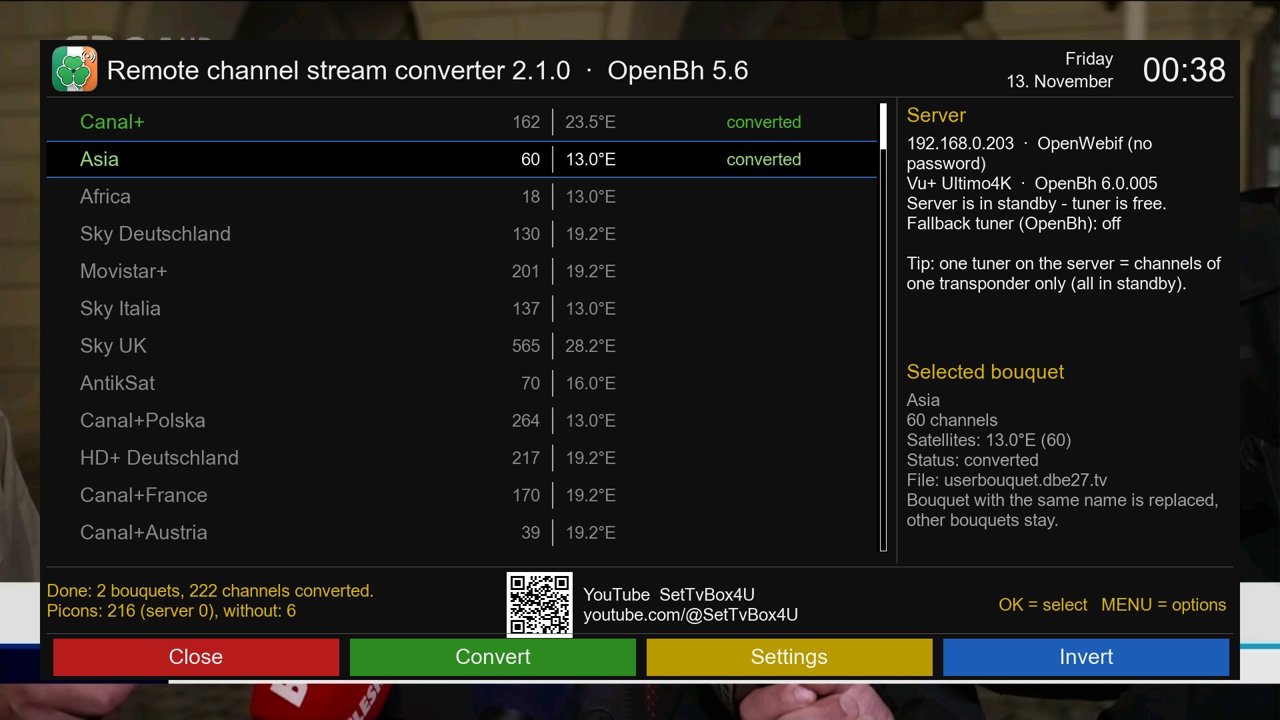 Remote channel stream converter 2.1.0 · OpenBh 5.6
Friday
13. November
00:38
Canal+ 162 23.5°E converted
Asia 60 13.0°E converted
Africa 18 13.0°E
Sky Deutschland 130 19.2°E
Movistar+ 201 19.2°E
Sky Italia 137 13.0°E
Sky UK 565 28.2°E
AntikSat 70 16.0°E
Canal+Polska 264 13.0°E
HD+ Deutschland 217 19.2°E
Canal+France 170 19.2°E
Canal+Austria 39 19.2°E
Server
192.168.0.203 · OpenWebif (no
password)
Vu+ Ultimo4K · OpenBh 6.0.005
Server is in standby - tuner is free.
Fallback tuner (OpenBh): off
Tip: one tuner on the server = channels of
one transponder only (all in standby).
Selected bouquet
Asia
60 channels
Satellites: 13.0°E (60)
Status: converted
File: userbouquet.dbe27.tv
Bouquet with the same name is replaced,
other bouquets stay.
Done: 2 bouquets, 222 channels converted.
Picons: 216 (server 0), without: 6
YouTube SetTvBox4U
youtube.com/@SetTvBox4U
OK = select MENU = options
Close
Convert
Settings
Invert